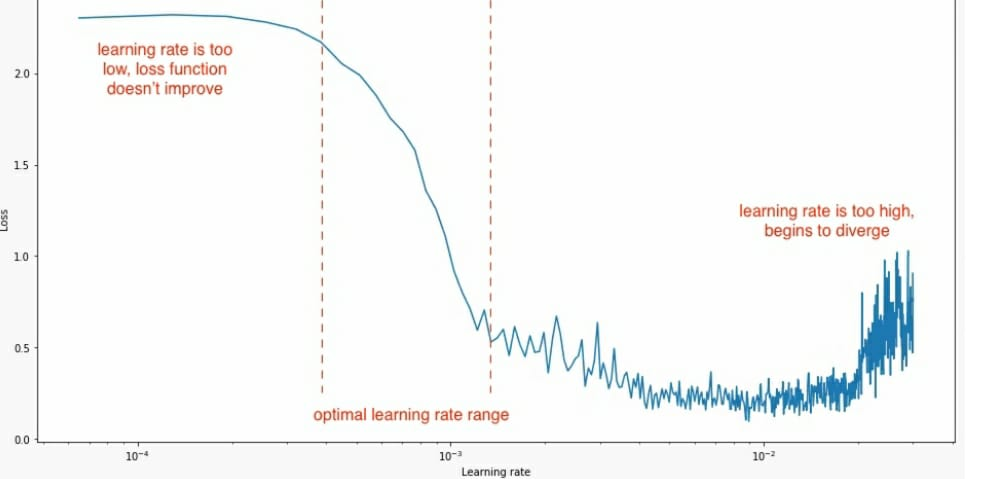 learning rate is too
low, loss function
doesn't improve
2.0
1.5
learning rate is too high,
begins to diverge
Loss
1.0
0.5
optimal learning rate range
0.0
10⁻⁴
10⁻³
10⁻²
Learning rate